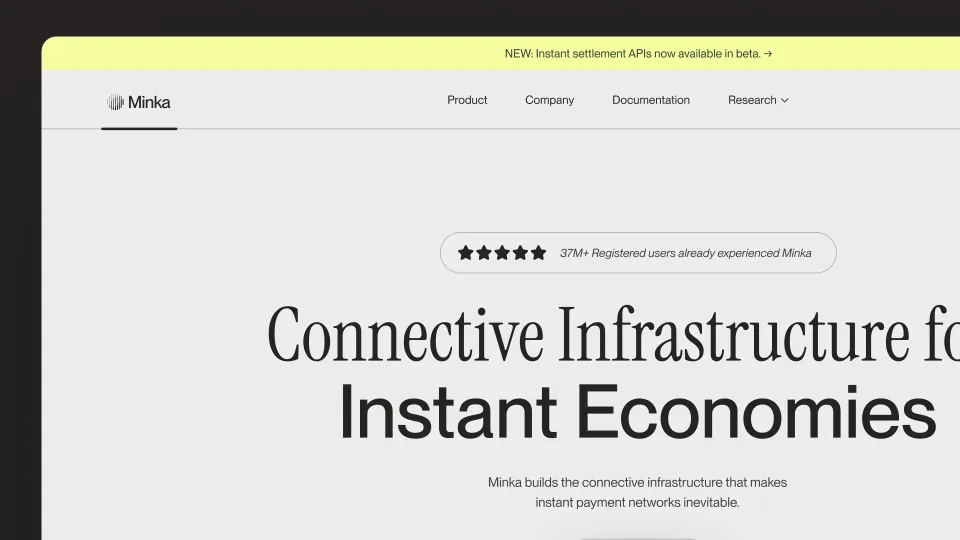 NEW: Instant settlement APIs now available in beta. →
Minka
Product
Company
Documentation
Research
37M+ Registered users already experienced Minka
Connective Infrastructure fo
Instant Economies
Minka builds the connective infrastructure that makes
instant payment networks inevitable.